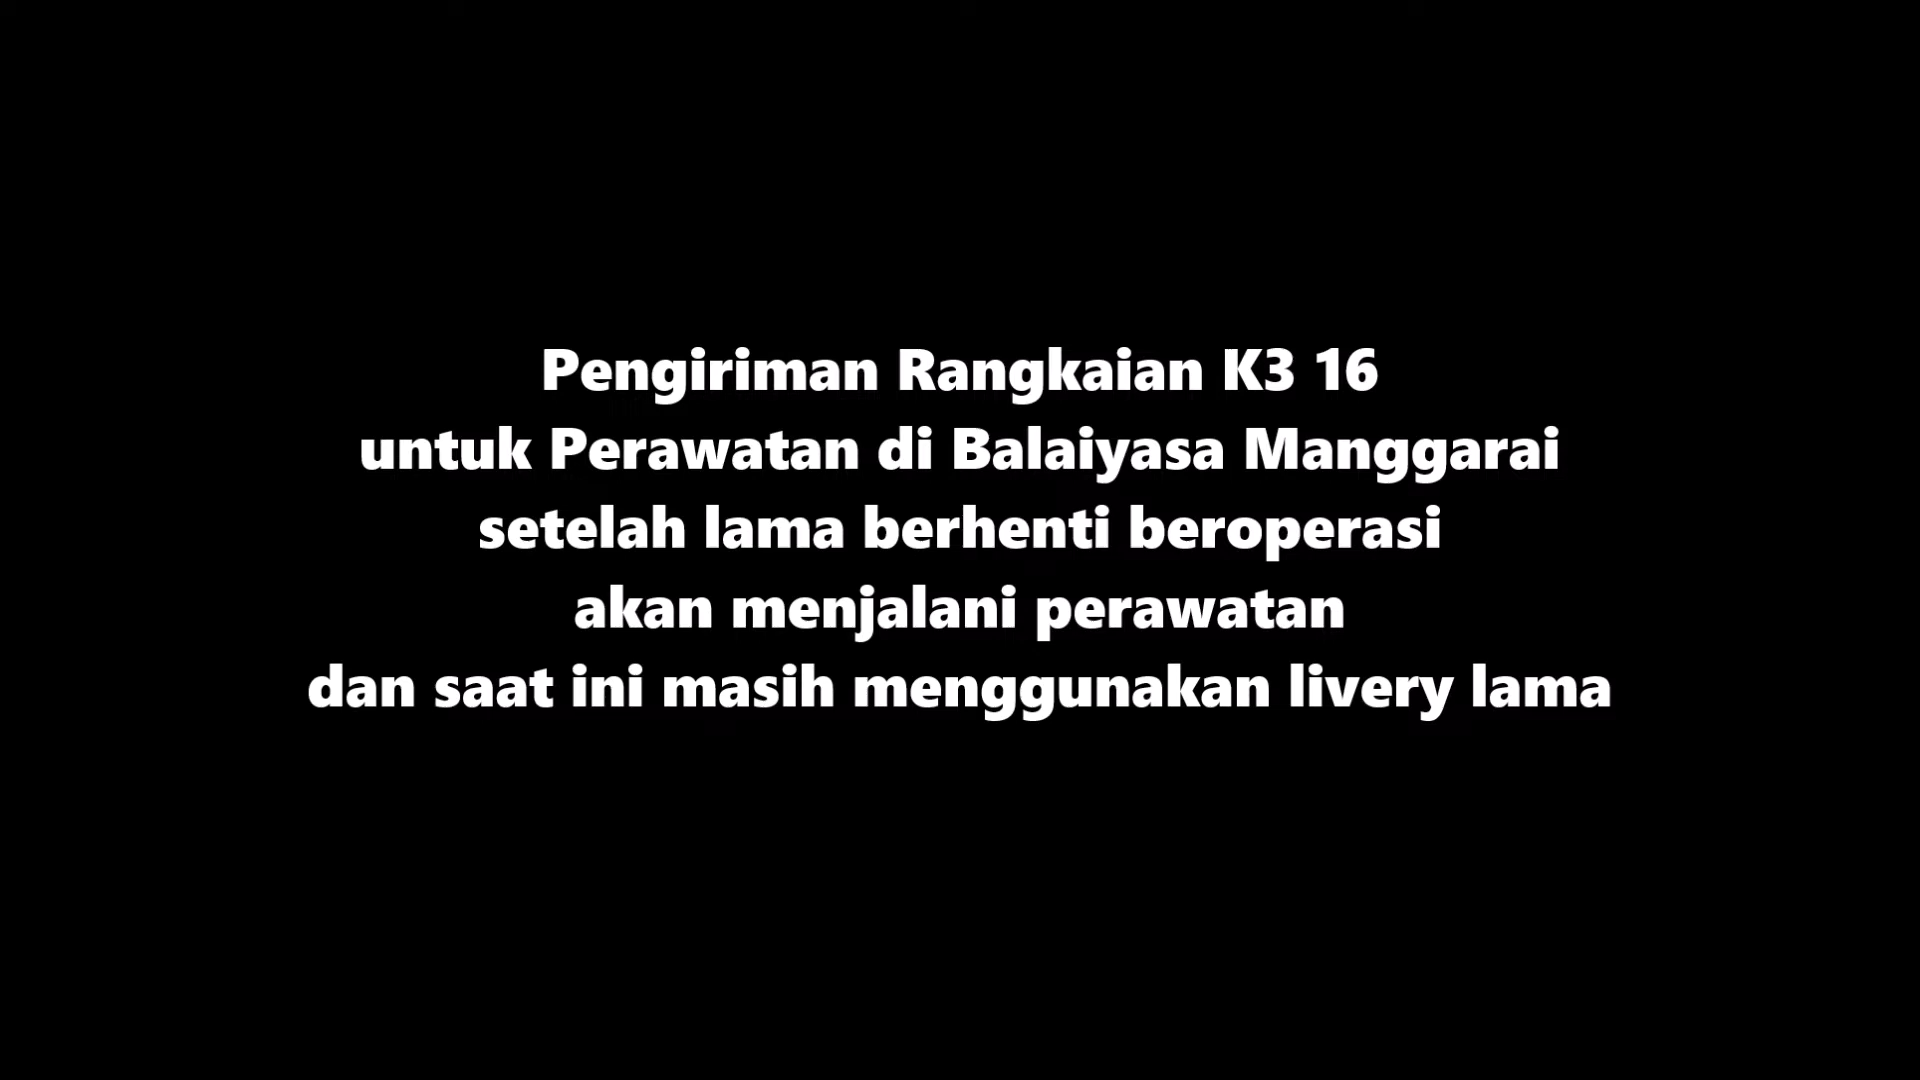 Pengiriman Rangkaian K3 16
untuk Perawatan di Balaiyasa Manggarai
setelah lama berhenti beroperasi
akan menjalani perawatan
dan saat ini masih menggunakan livery lama